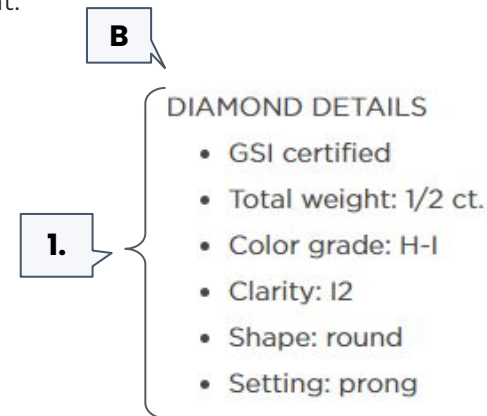 B
DIAMOND DETAILS
• GSI certified
• Total weight: 1/2 ct.
1.
• Color grade: H-I
• Clarity: I2
• Shape: round
• Setting: prong